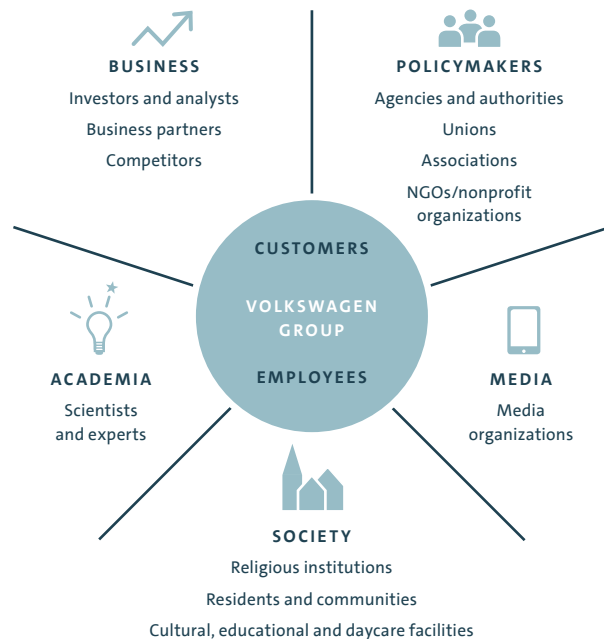 BUSINESS
Investors and analysts
Business partners
Competitors
POLICYMAKERS
Agencies and authorities
Unions
Associations
NGOs/nonprofit
organizations
CUSTOMERS
VOLKSWAGEN
GROUP
EMPLOYEES
ACADEMIA
Scientists
and experts
MEDIA
Media
organizations
SOCIETY
Religious institutions
Residents and communities
Cultural, educational and daycare facilities